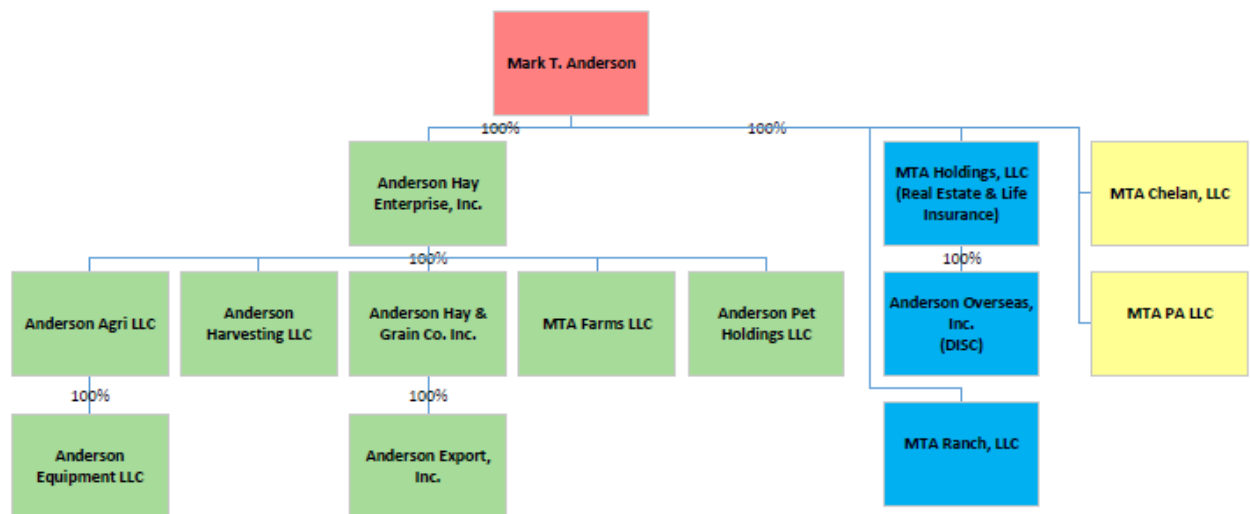 Mark T. Anderson
100%
100%
Anderson Hay
Enterprise, Inc.
MTA Holdings, LLC
(Real Estate & Life
Insurance)
MTA Chelan, LLC
100%
100%
Anderson Agri LLC
Anderson
Harvesting LLC
Anderson Hay &
Grain Co. Inc.
MTA Farms LLC
Anderson Pet
Holdings LLC
Anderson Overseas,
Inc.
(DISC)
MTA PA LLC
100%
100%
Anderson
Equipment LLC
Anderson Export,
Inc.
MTA Ranch, LLC